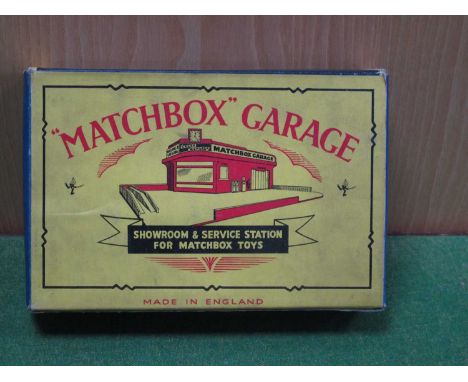 "MATCHBOX" GARAGE
MATCHBOX GARAGE
SHOWROOM & SERVICE STATION
FOR MATCHBOX TOYS
MADE IN ENGLAND